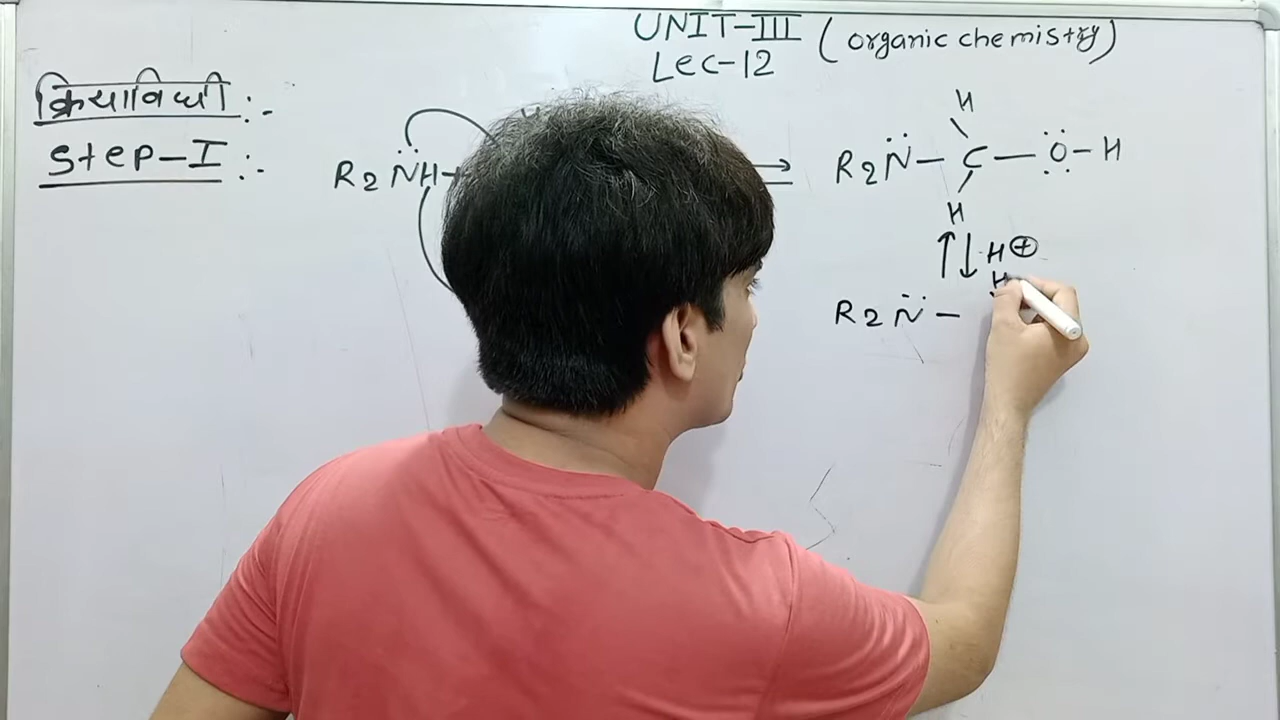 UNIT-III (organic chemistry)
Lec-12
क्रियाविधी :-
Step-I :-
H
R2N̈H+ → R2N̈-C-Ö-H
H
↑↓ H⊕
R2N̈- H